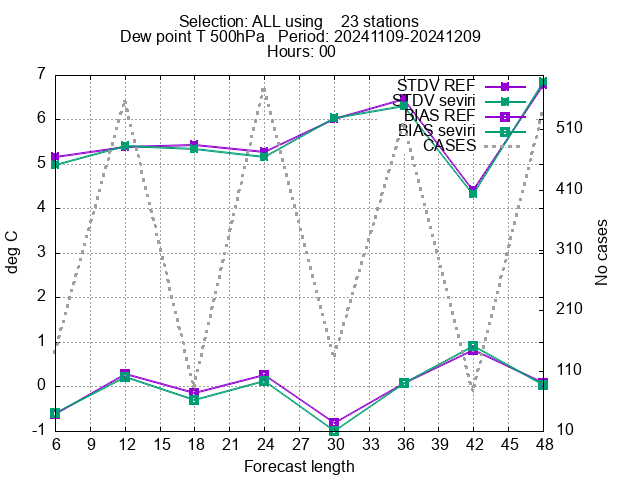 Selection: ALL using 23 stations
Dew point T 500hPa Period: 20241109-20241209
Hours: 00
STDV REF
STDV seviri
BIAS REF
BIAS seviri
CASES
deg C
7
6
5
4
3
2
1
0
-1
510
410
310
210
110
10
No cases
6 9 12 15 18 21 24 27 30 33 36 39 42 45 48
Forecast length